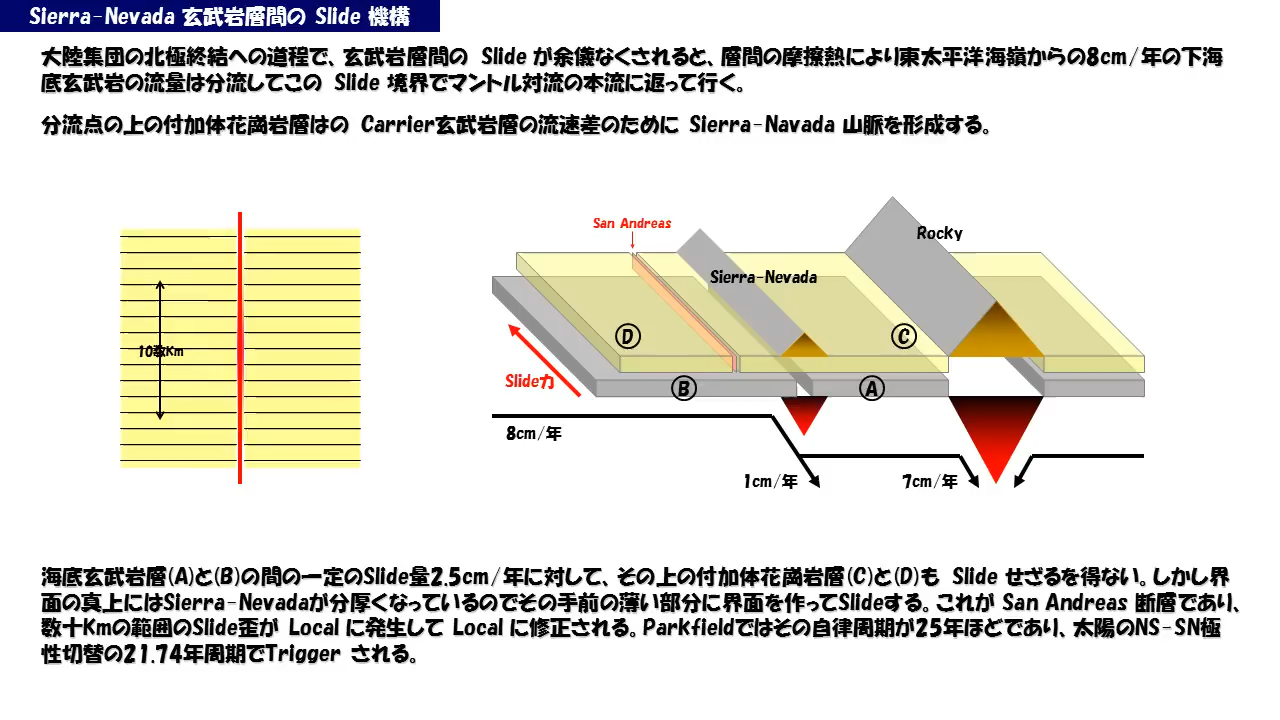 Sierra-Nevada 玄武岩層間の Slide 機構
大陸集団の北極終結への道程で、玄武岩層間の Slide が余儀なくされると、層間の摩擦熱により東太平洋海嶺からの8cm/年の下海
底玄武岩の流量は分流してこの Slide 境界でマントル対流の本流に返って行く。
分流点の上の付加体花崗岩層はの Carrier玄武岩層の流速差のために Sierra-Navada 山脈を形成する。
San Andreas
Rocky
Sierra-Nevada
10数Km
D
C
Slide力
B
A
8cm/年
1cm/年
7cm/年
海底玄武岩層(A)と(B)の間の一定のSlide量2.5cm/年に対して、その上の付加体花崗岩層(C)と(D)も Slide せざるを得ない。しかし界
面の真上にはSierra-Nevadaが分厚くなっているのでその手前の薄い部分に界面を作ってSlideする。これが San Andreas 断層であり、
数十Kmの範囲のSlide歪が Local に発生して Local に修正される。Parkfieldではその自律周期が25年ほどであり、太陽のNS-SN極
性切替の21.74年周期でTrigger される。